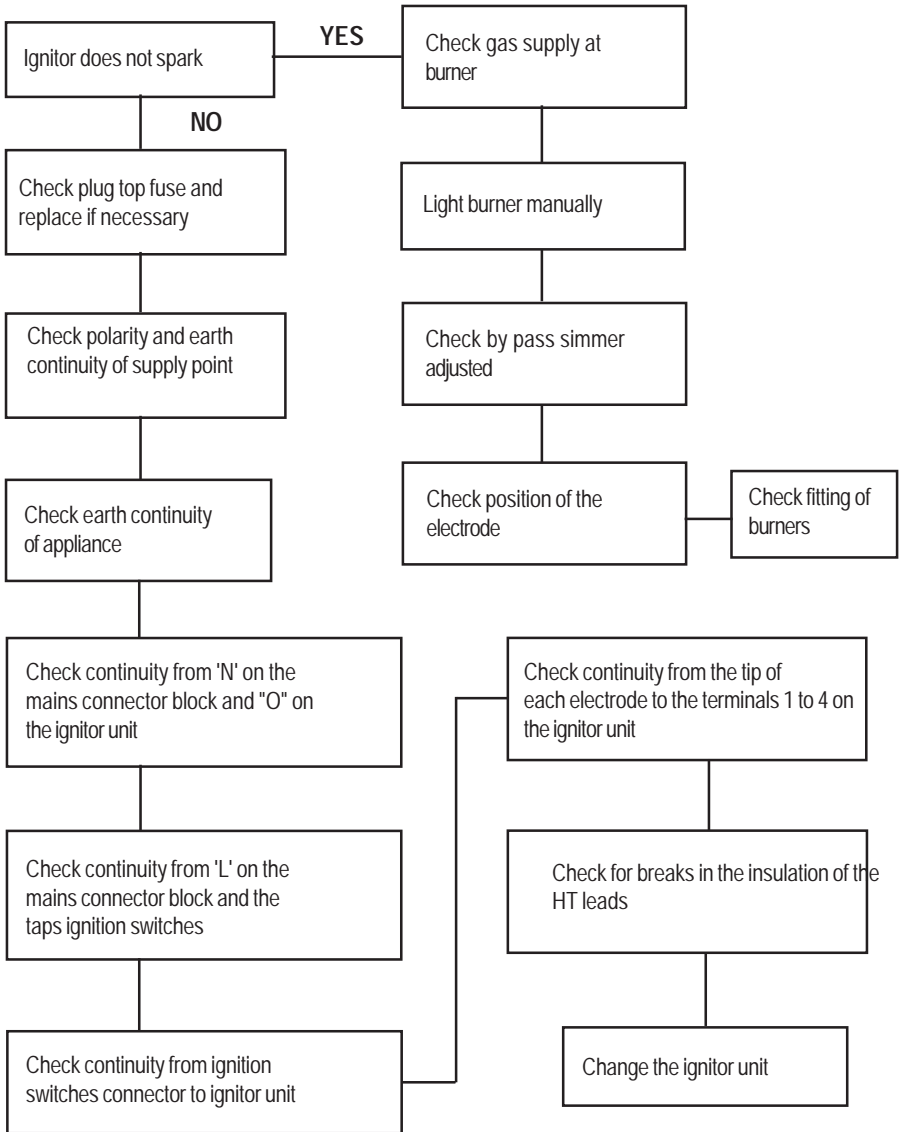 Ignitor does not spark
YES
Check gas supply at
burner
NO
Check plug top fuse and
replace if necessary
Light burner manually
Check polarity and earth
continuity of supply point
Check by pass simmer
adjusted
Check earth continuity
of appliance
Check position of the
electrode
Check fitting of
burners
Check continuity from 'N' on the
mains connector block and "O" on
the ignitor unit
Check continuity from 'L' on the
mains connector block and the
taps ignition switches
Check continuity from ignition
switches connector to ignitor unit
Check continuity from the tip of
each electrode to the terminals 1 to 4 on
the ignitor unit
Check for breaks in the insulation of the
HT leads
Change the ignitor unit